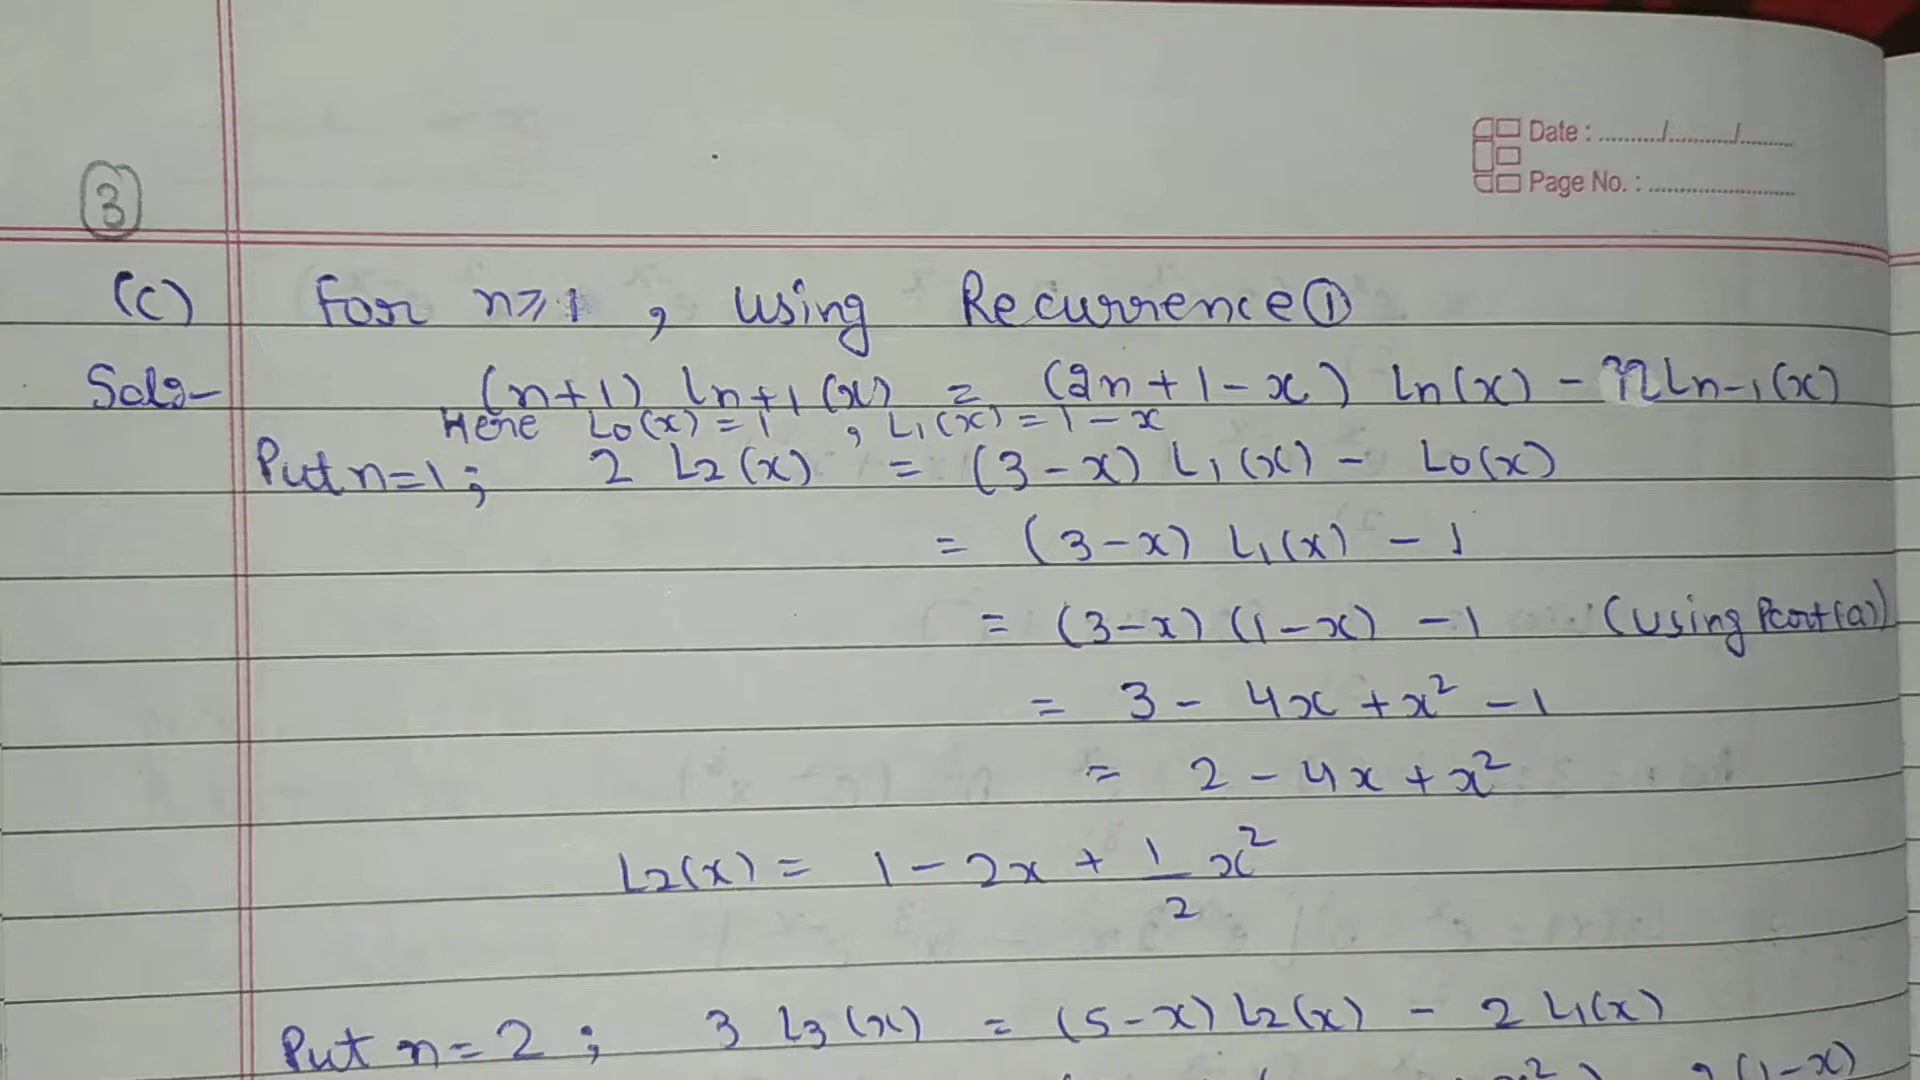 Date : ......../........../.........
Page No. : ........................
③
(C) For n≥1, Using Recurrence ①
Sol:- (n+1) Ln+1(x) = (2n+1-x) Ln(x) - nLn-1(x)
Here L0(x) = 1, L1(x) = 1-x
Put n=1; 2 L2(x) = (3-x) L1(x) - L0(x)
= (3-x) L1(x) - 1
= (3-x) (1-x) - 1 (Using Part(a))
= 3 - 4x + x² - 1
= 2 - 4x + x²
L2(x) = 1 - 2x + 1/2 x²
Put n=2; 3 L3(x) = (5-x) L2(x) - 2 L1(x)
(1-x)